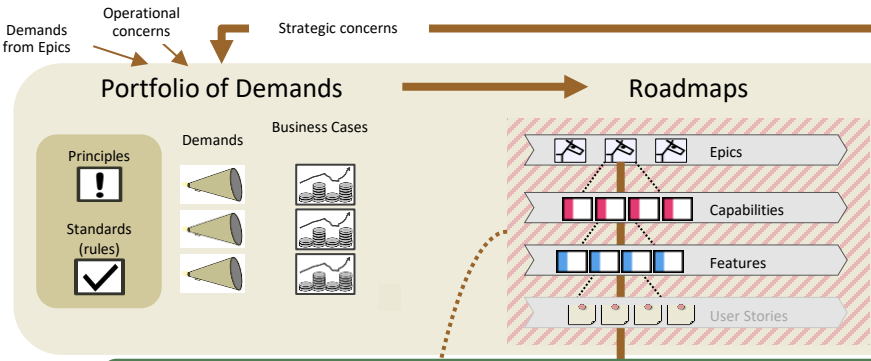 Operational
concerns
Demands
from Epics
Strategic concerns
Portfolio of Demands
Roadmaps
Business Cases
Demands
Principles
!
Standards
(rules)
Epics
Capabilities
Features
User Stories